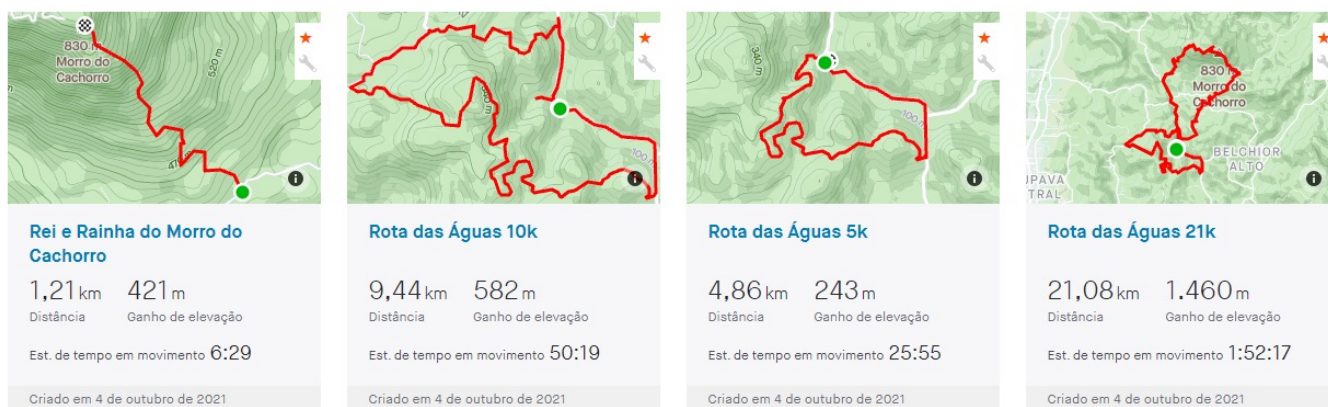 830 m
Morro do
Cachorro
520 m
Rei e Rainha do Morro do
Cachorro
1,21 km 421 m
Distância Ganho de elevação
Est. de tempo em movimento 6:29
Criado em 4 de outubro de 2021
100 m
Rota das Águas 10k
9,44 km 582 m
Distância Ganho de elevação
Est. de tempo em movimento 50:19
Criado em 4 de outubro de 2021
340 m
100 m
Rota das Águas 5k
4,86 km 243 m
Distância Ganho de elevação
Est. de tempo em movimento 25:55
Criado em 4 de outubro de 2021
830
Morro do
Cachorro
BELCHIOR
ALTO
UPAVA
TRAL
Rota das Águas 21k
21,08 km 1.460 m
Distância Ganho de elevação
Est. de tempo em movimento 1:52:17
Criado em 4 de outubro de 2021